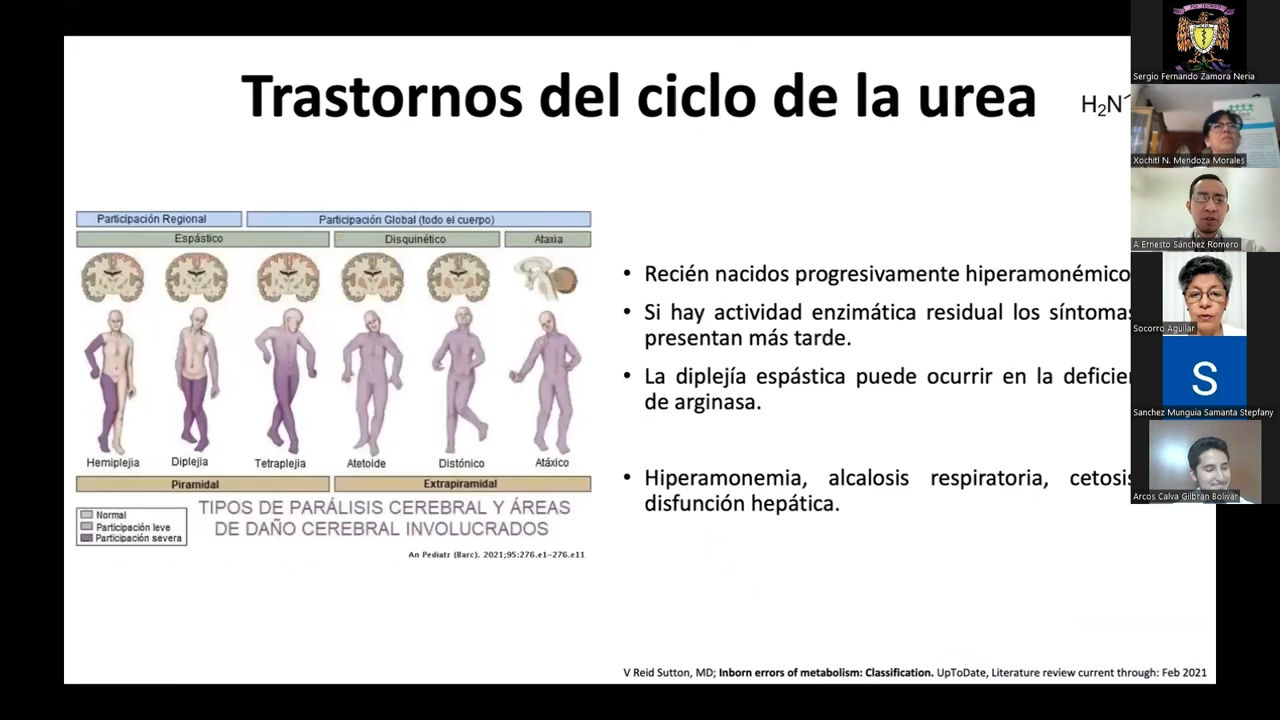 Trastornos del ciclo de la urea
H₂N
Participación Regional
Participación Global (todo el cuerpo)
Espástico
Disquinético
Ataxia
Hemiplejia
Diplejia
Tetraplejia
Atetoide
Distónico
Atáxico
Piramidal
Extrapiramidal
Normal
Participación leve
Participación severa
TIPOS DE PARÁLISIS CEREBRAL Y ÁREAS
DE DAÑO CEREBRAL INVOLUCRADOS
An Pediatr (Barc). 2021;95:276.e1-276.e11
• Recién nacidos progresivamente hiperamonémico
• Si hay actividad enzimática residual los síntomas
presentan más tarde.
• La diplejía espástica puede ocurrir en la deficien
de arginasa.
• Hiperamonemia, alcalosis respiratoria, cetosis
disfunción hepática.
V Reid Sutton, MD; Inborn errors of metabolism: Classification. UpToDate, Literature review current through: Feb 2021
Sergio Fernando Zamora Neria
Xochitl N. Mendoza Morales
A Ernesto Sánchez Romero
Socorro Aguilar
S
Sanchez Munguia Samanta Stepfany
Arcos Calva Gilbran Bolivar